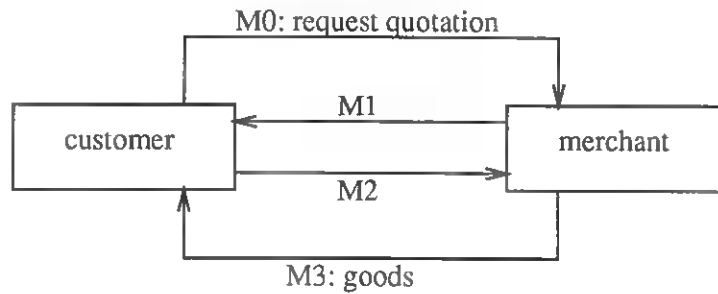 M0: request quotation
M1
customer
merchant
M2
M3: goods